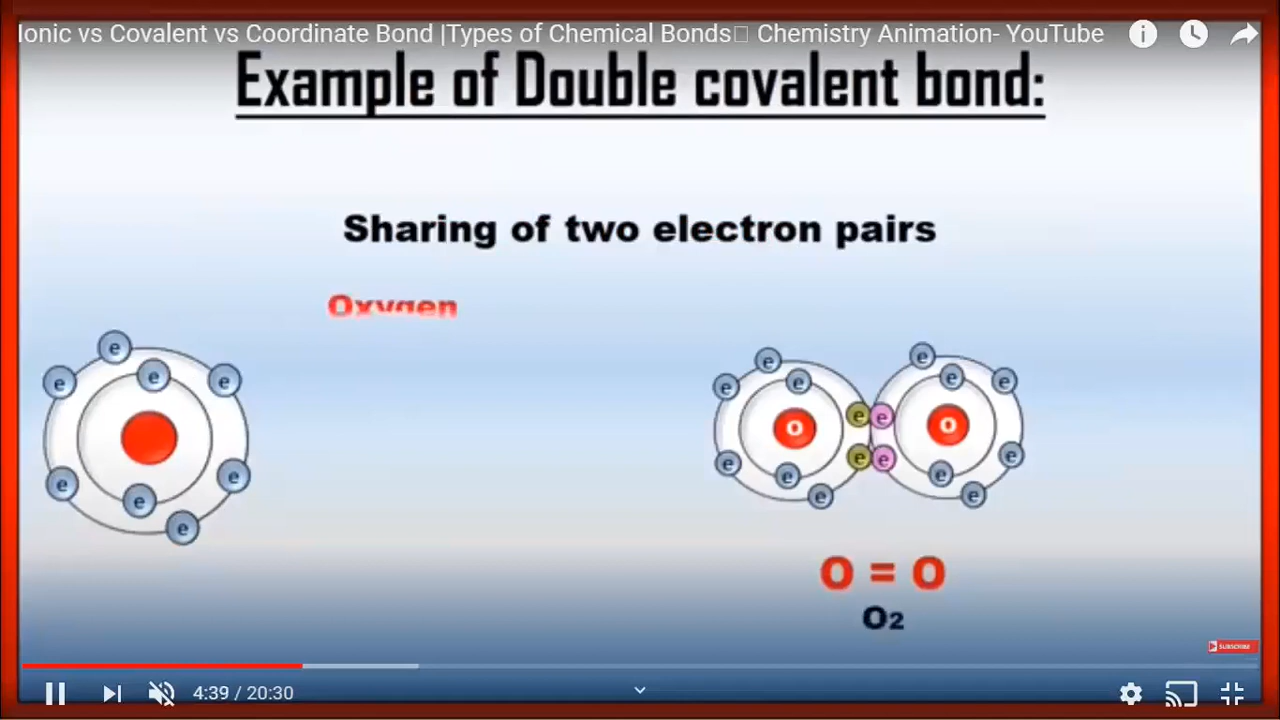 Ionic vs Covalent vs Coordinate Bond |Types of Chemical Bonds▯ Chemistry Animation- YouTube
Example of Double covalent bond:
Sharing of two electron pairs
Oxygen
e e e e e e e e
e e e e e e e e e e e e e e e e
O O
O = O
O2
SUBSCRIBE
4:39 / 20:30